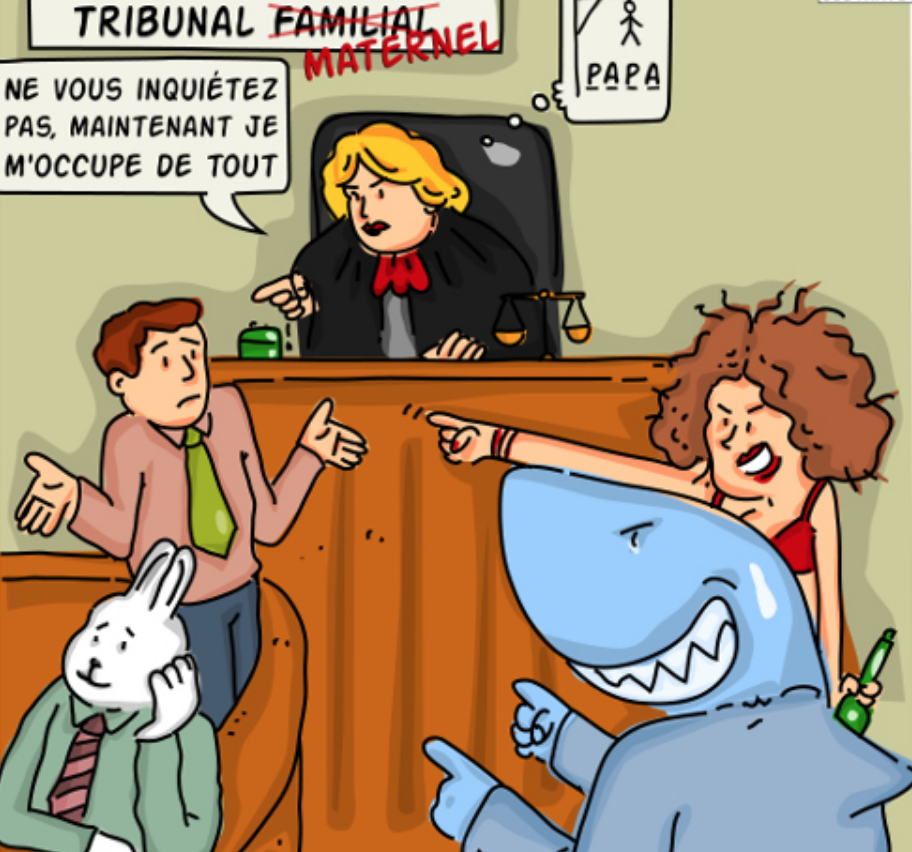 TRIBUNAL FAMILIAL
MATERNEL
NE VOUS INQUIÉTEZ
PAS, MAINTENANT JE
M'OCCUPE DE TOUT
PAPA